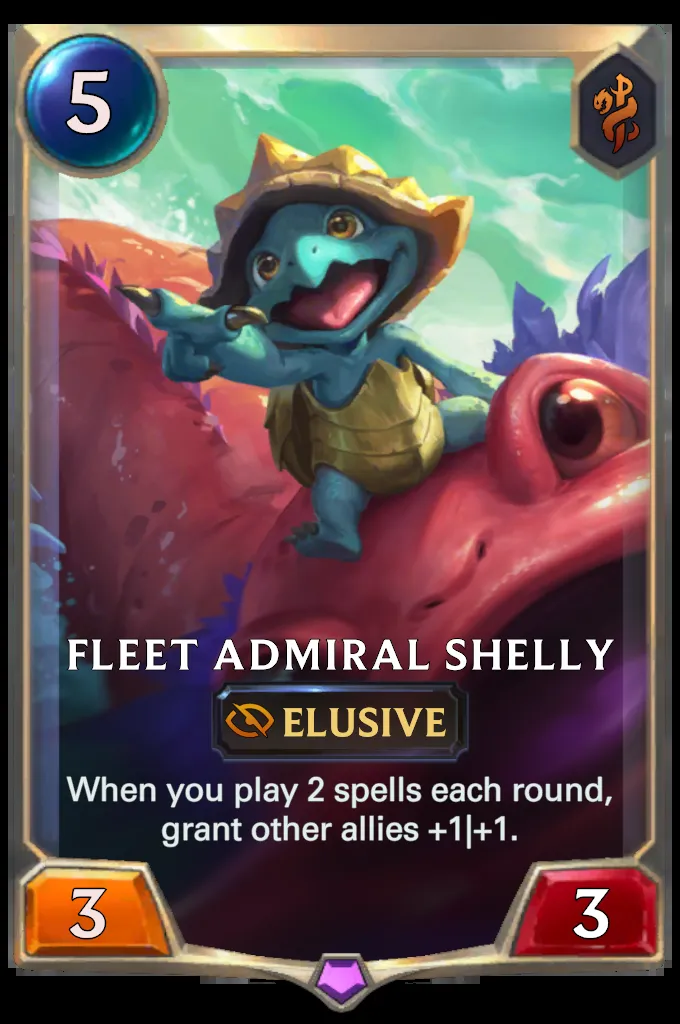 5
FLEET ADMIRAL SHELLY
ELUSIVE
When you play 2 spells each round,
grant other allies +1|+1.
3
3